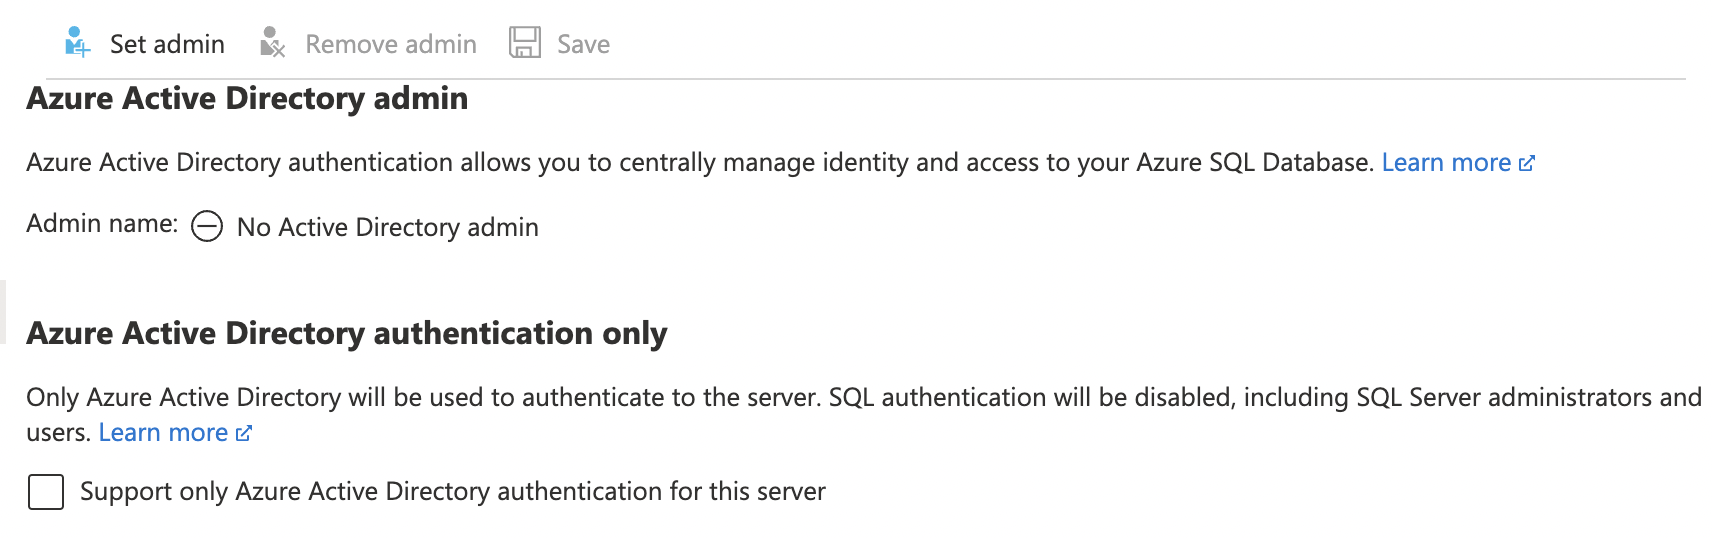 Set admin Remove admin Save
Azure Active Directory admin
Azure Active Directory authentication allows you to centrally manage identity and access to your Azure SQL Database. Learn more
Admin name: No Active Directory admin
Azure Active Directory authentication only
Only Azure Active Directory will be used to authenticate to the server. SQL authentication will be disabled, including SQL Server administrators and
users. Learn more
Support only Azure Active Directory authentication for this server